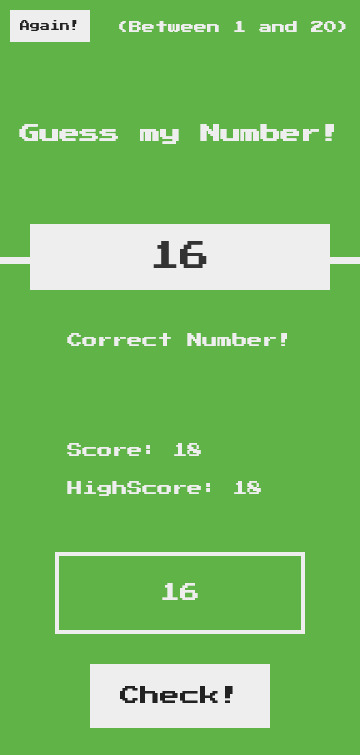 Again!
(Between 1 and 20)
Guess my Number!
16
Correct Number!
Score: 18
HighScore: 18
16
Check!